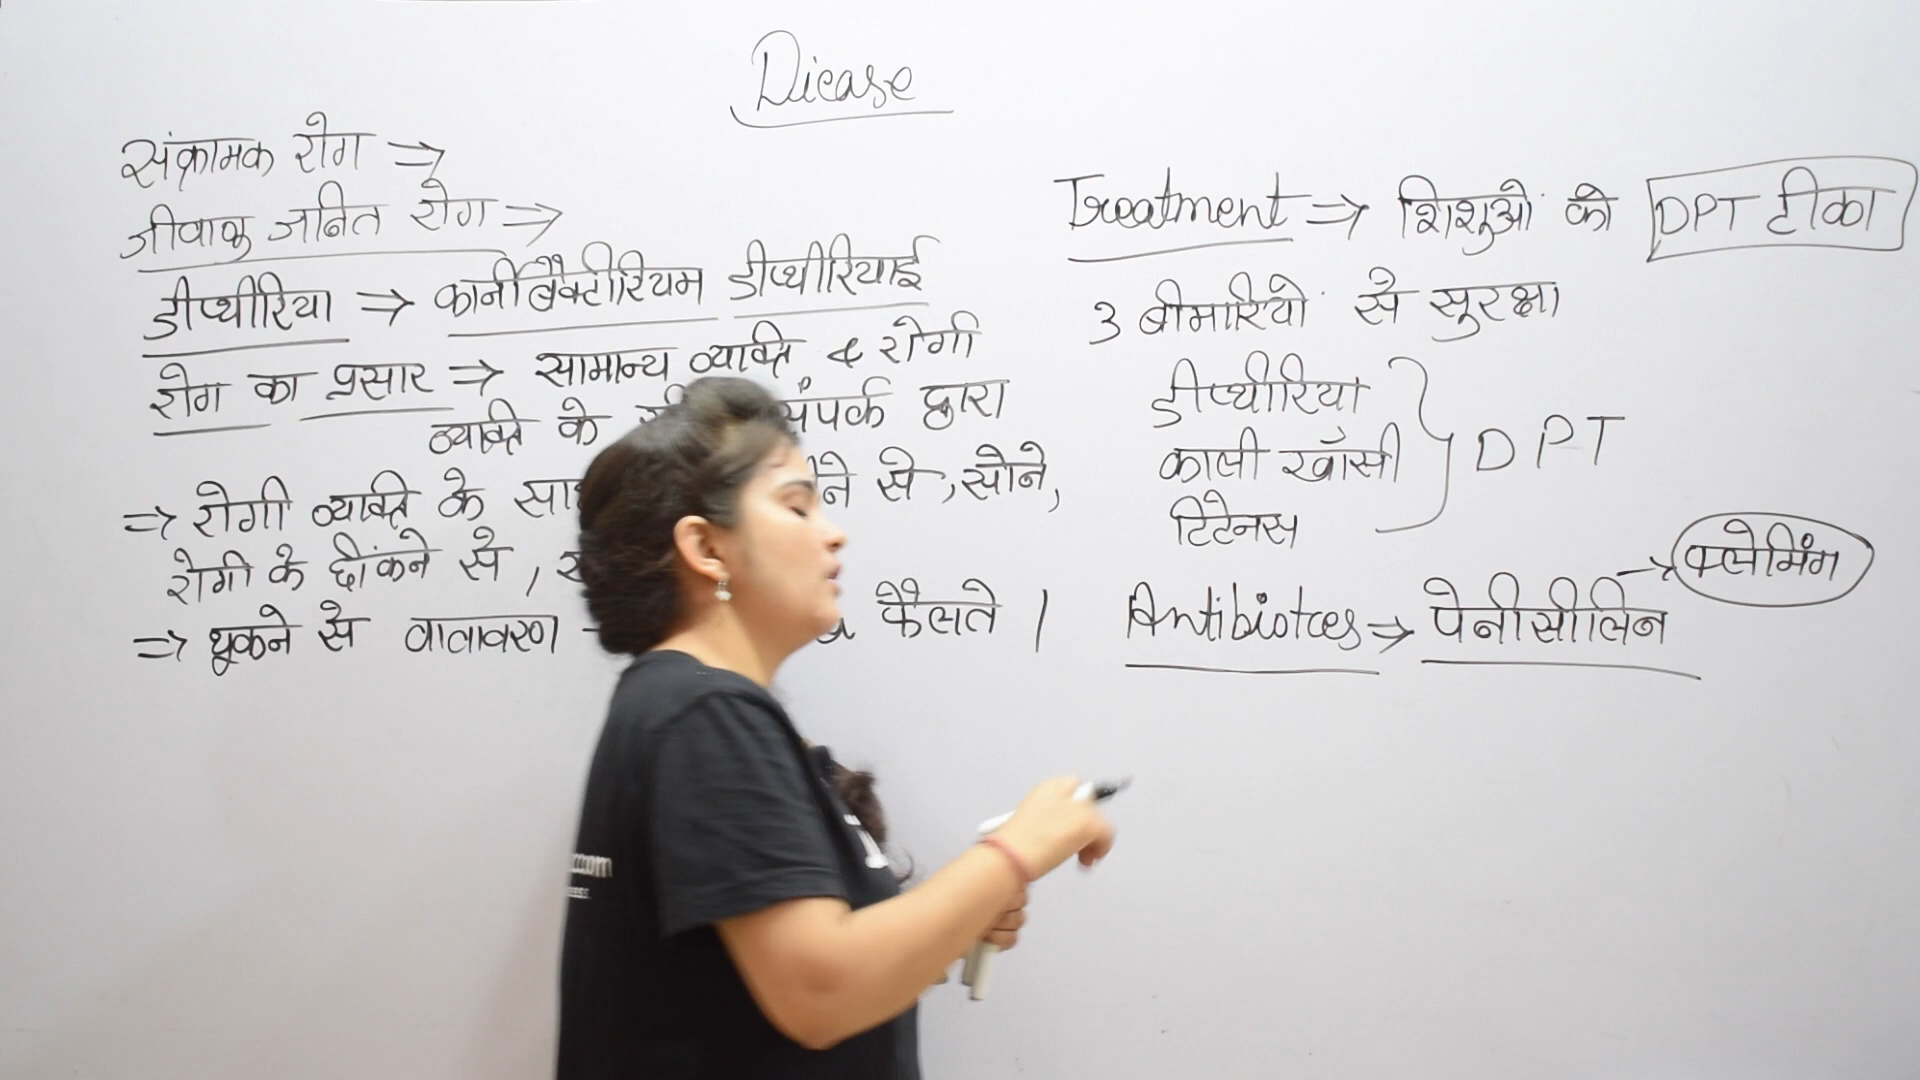 Dicase
संक्रामक रोग ⇒
जीवाणु जनित रोग ⇒
डीप्थीरिया ⇒ कार्नीबैक्टीरियम डीप्थीरियाई
रोग का प्रसार ⇒ सामान्य व्यक्ति & रोगी
व्यक्ति के संपर्क द्वारा
⇒ रोगी व्यक्ति के से, सोने,
रोगी के छींकने से,
⇒ थूकने से वातावरण फैलते |
Treatment ⇒ शिशुओं को DPT टीका
3 बीमारियों से सुरक्षा
डीप्थीरिया
काली खाँसी } DPT
टिटेनस
Antibiotces ⇒ पेनीसीलिन → फ्लेमिंग